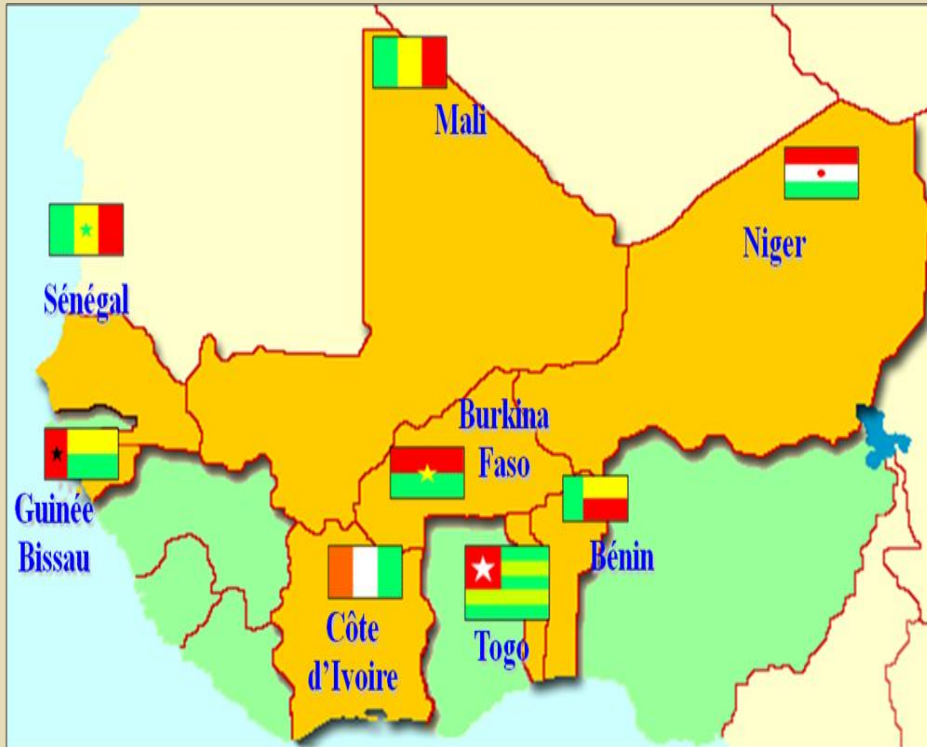 Mali
Niger
Sénégal
Burkina
Faso
Guinée
Bissau
Bénin
Côte
d'Ivoire
Togo